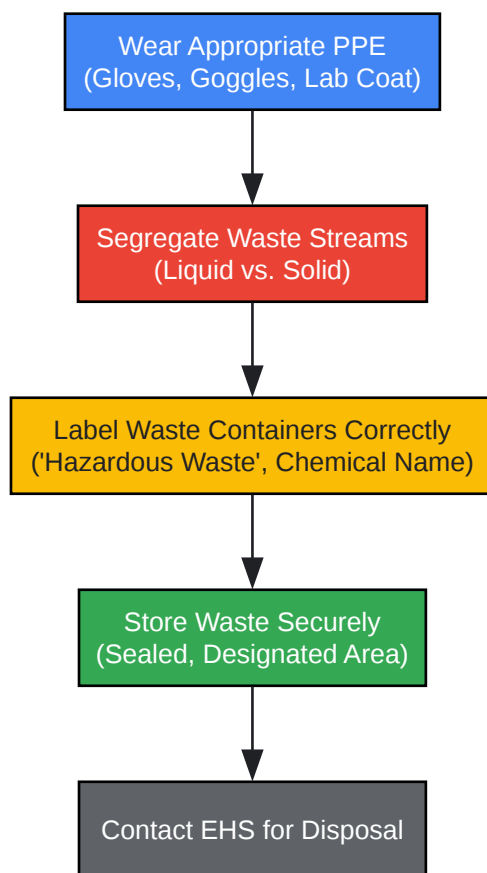 Wear Appropriate PPE
(Gloves, Goggles, Lab Coat)
Segregate Waste Streams
(Liquid vs. Solid)
Label Waste Containers Correctly
('Hazardous Waste', Chemical Name)
Store Waste Securely
(Sealed, Designated Area)
Contact EHS for Disposal